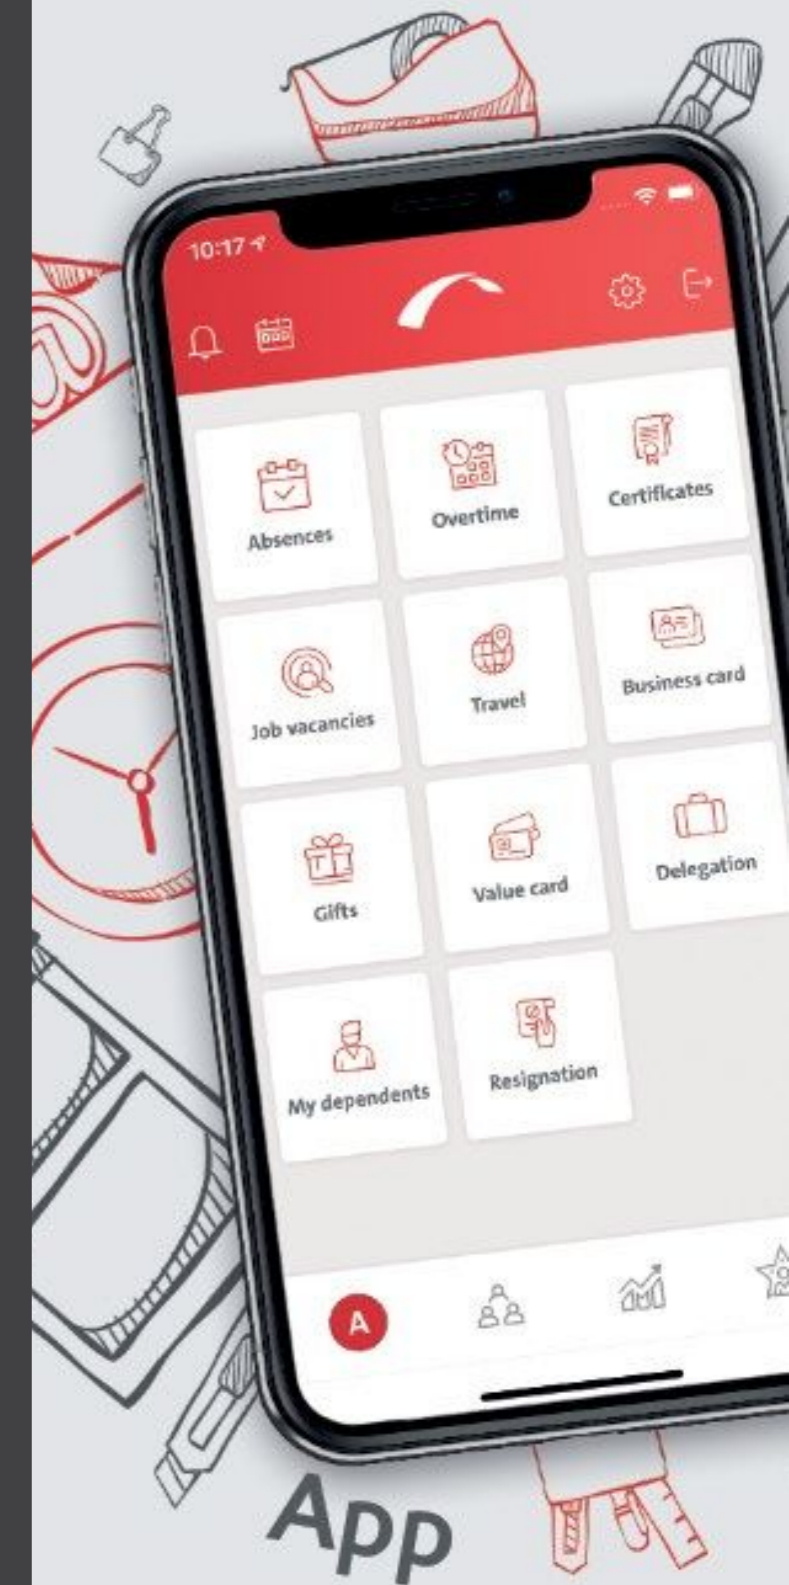 10:17
Absences
Overtime
Certificates
Job vacancies
Travel
Business card
Gifts
Value card
Delegation
My dependents
Resignation
A
App